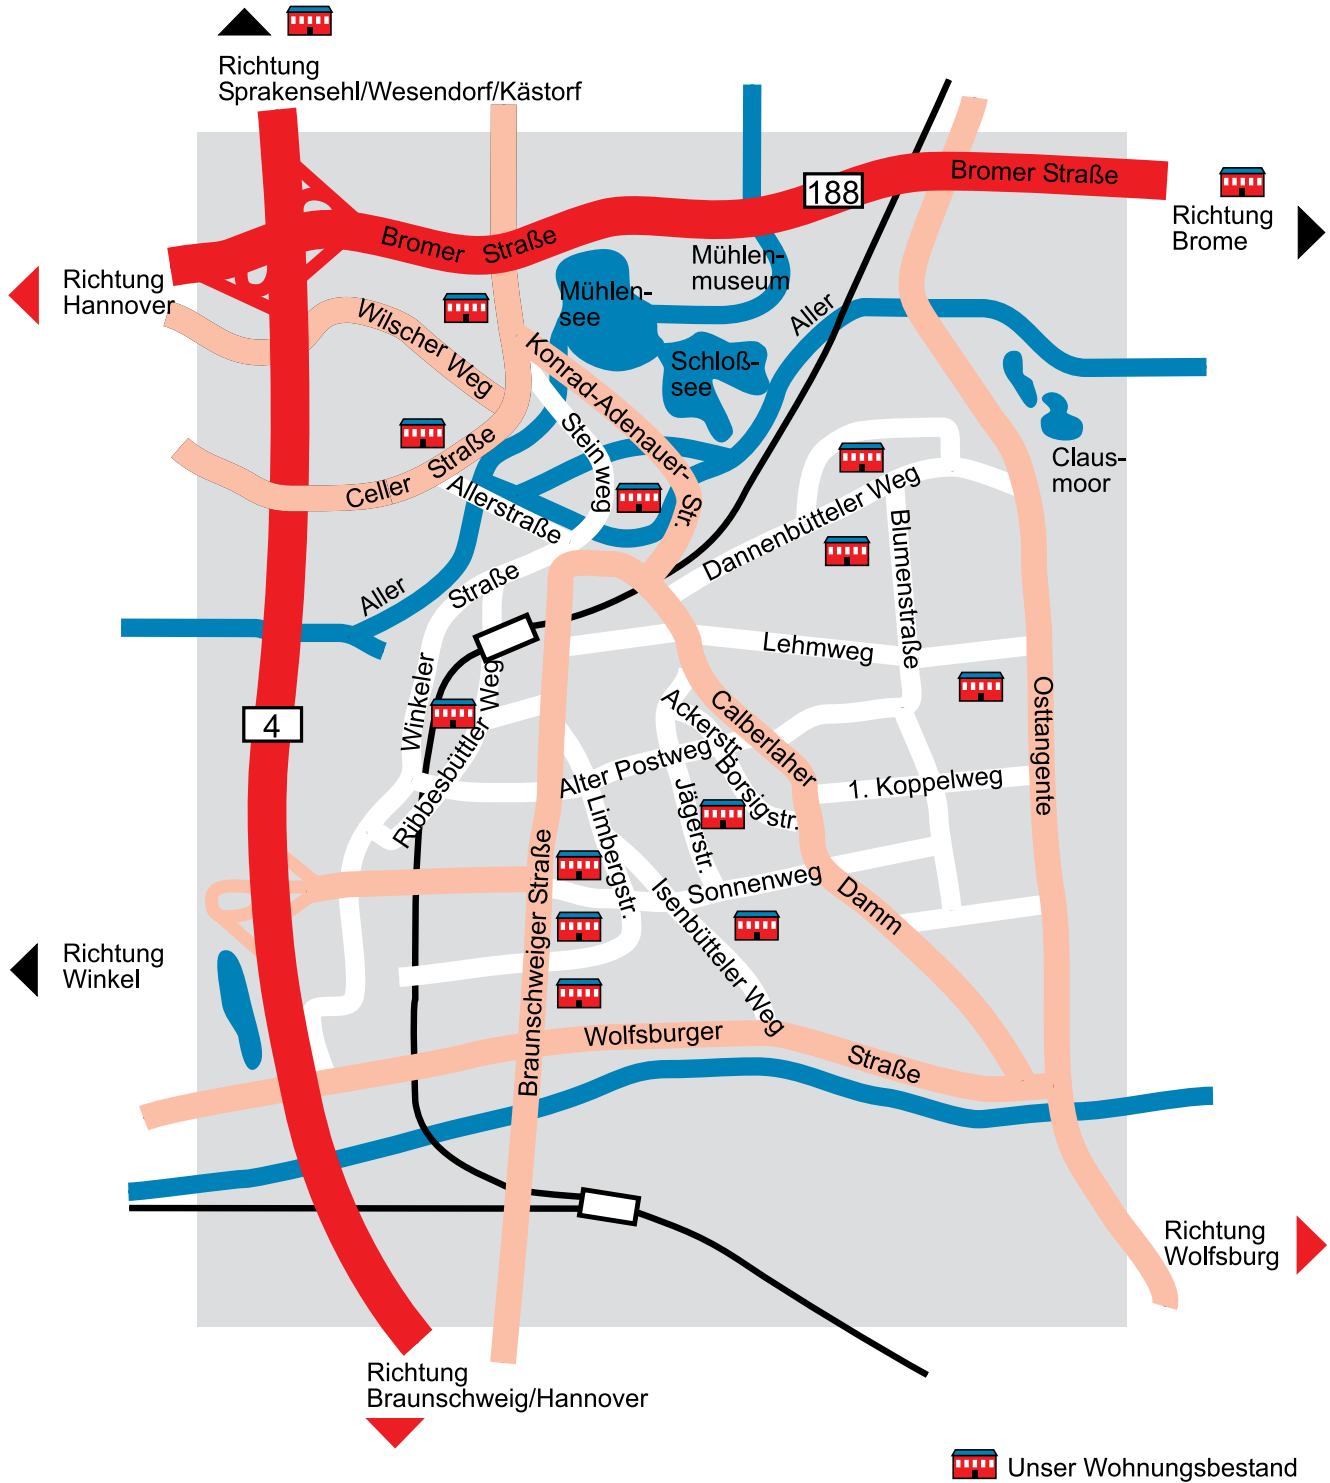 Richtung
Sprakensehl/Wesendorf/Kästorf
Bromer Straße
188
Richtung
Brome
Bromer Straße
Mühlen-
museum
Richtung
Hannover
Mühlen-
see
Aller
Wilscher Weg
Konrad-Adenauer-
Str.
Schloß-
see
Stein weg
Celler Straße
Claus-
moor
Allerstraße
Dannenbütteler Weg
Blumenstraße
Aller
Straße
Winkeler
Lehmweg
Ribbesbüttler Weg
Osttangente
4
Ackerstr.
Calberlaher
Alter Postweg
Borsigstr.
1. Koppelweg
Jägerstr.
Limbergstr.
Braunschweiger Straße
Isenbütteler Weg
Sonnenweg
Damm
Richtung
Winkel
Wolfsburger
Straße
Richtung
Wolfsburg
Richtung
Braunschweig/Hannover
Unser Wohnungsbestand